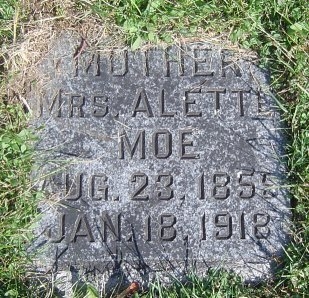 MOTHER
MRS. ALETTE
MOE
AUG. 23, 1855
JAN. 18, 1918